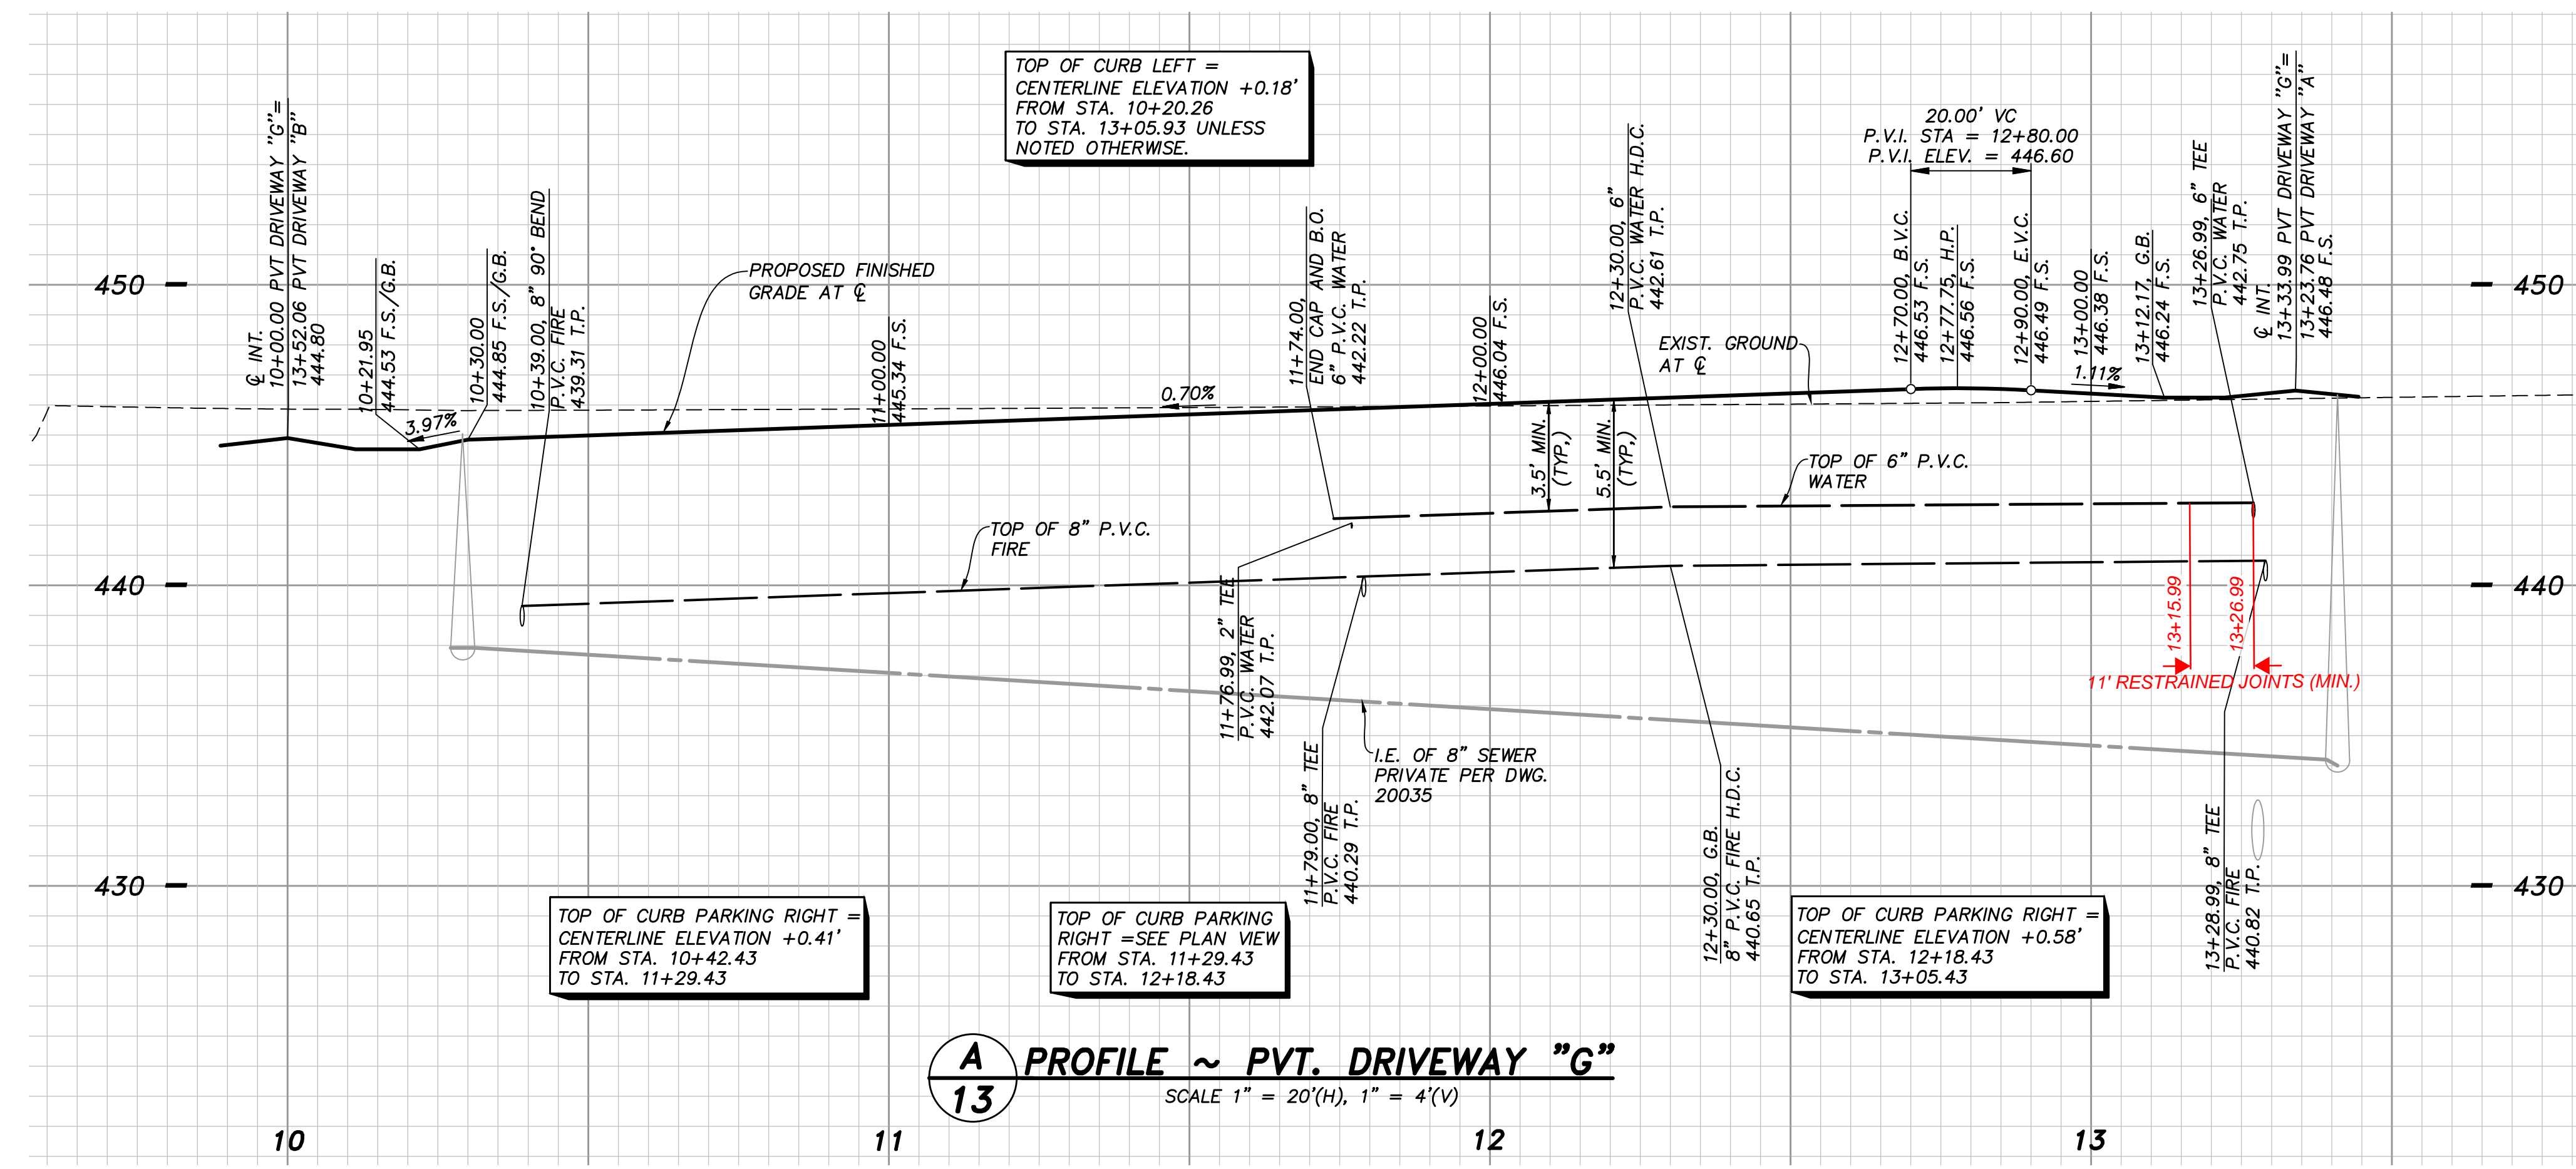 TOP OF CURB LEFT =
CENTERLINE ELEVATION +0.18'
FROM STA. 10+20.26
TO STA. 13+05.93 UNLESS
NOTED OTHERWISE.
20.00' VC
P.V.I. STA = 12+80.00
P.V.I. ELEV. = 446.60
450
℄ INT.
10+00.00 PVT DRIVEWAY "G"=
13+52.06 PVT DRIVEWAY "B"
444.80
10+21.95
444.53 F.S./G.B.
3.97%
10+30.00
444.85 F.S./G.B.
10+39.00, 8" 90° BEND
P.V.C. FIRE
439.31 T.P.
PROPOSED FINISHED
GRADE AT ℄
11+00.00
445.34 F.S.
0.70%
11+74.00,
END CAP AND B.O.
6" P.V.C. WATER
442.22 T.P.
12+00.00
446.04 F.S.
12+30.00, 6"
P.V.C. WATER H.D.C.
442.61 T.P.
EXIST. GROUND
AT ℄
12+70.00, B.V.C.
446.53 F.S.
12+77.75, H.P.
446.56 F.S.
12+90.00, E.V.C.
446.49 F.S.
13+00.00
446.38 F.S.
1.11%
13+12.17, G.B.
446.24 F.S.
13+26.99, 6" TEE
P.V.C. WATER
442.75 T.P.
℄ INT.
13+33.99 PVT DRIVEWAY "G"=
13+23.76 PVT DRIVEWAY "A"
446.48 F.S.
450
3.5' MIN.
(TYP,)
5.5' MIN.
(TYP,)
TOP OF 6" P.V.C.
WATER
TOP OF 8" P.V.C.
FIRE
440
440
11+76.99, 2" TEE
P.V.C. WATER
442.07 T.P.
13+15.99
13+26.99
11' RESTRAINED JOINTS (MIN.)
11+79.00, 8" TEE
P.V.C. FIRE
440.29 T.P.
I.E. OF 8" SEWER
PRIVATE PER DWG.
20035
12+30.00, G.B.
8" P.V.C. FIRE H.D.C.
440.65 T.P.
13+28.99, 8" TEE
P.V.C. FIRE
440.82 T.P.
430
430
TOP OF CURB PARKING RIGHT =
CENTERLINE ELEVATION +0.41'
FROM STA. 10+42.43
TO STA. 11+29.43
TOP OF CURB PARKING
RIGHT =SEE PLAN VIEW
FROM STA. 11+29.43
TO STA. 12+18.43
TOP OF CURB PARKING RIGHT =
CENTERLINE ELEVATION +0.58'
FROM STA. 12+18.43
TO STA. 13+05.43
A
13
PROFILE ~ PVT. DRIVEWAY "G"
SCALE 1" = 20'(H), 1" = 4'(V)
10
11
12
13